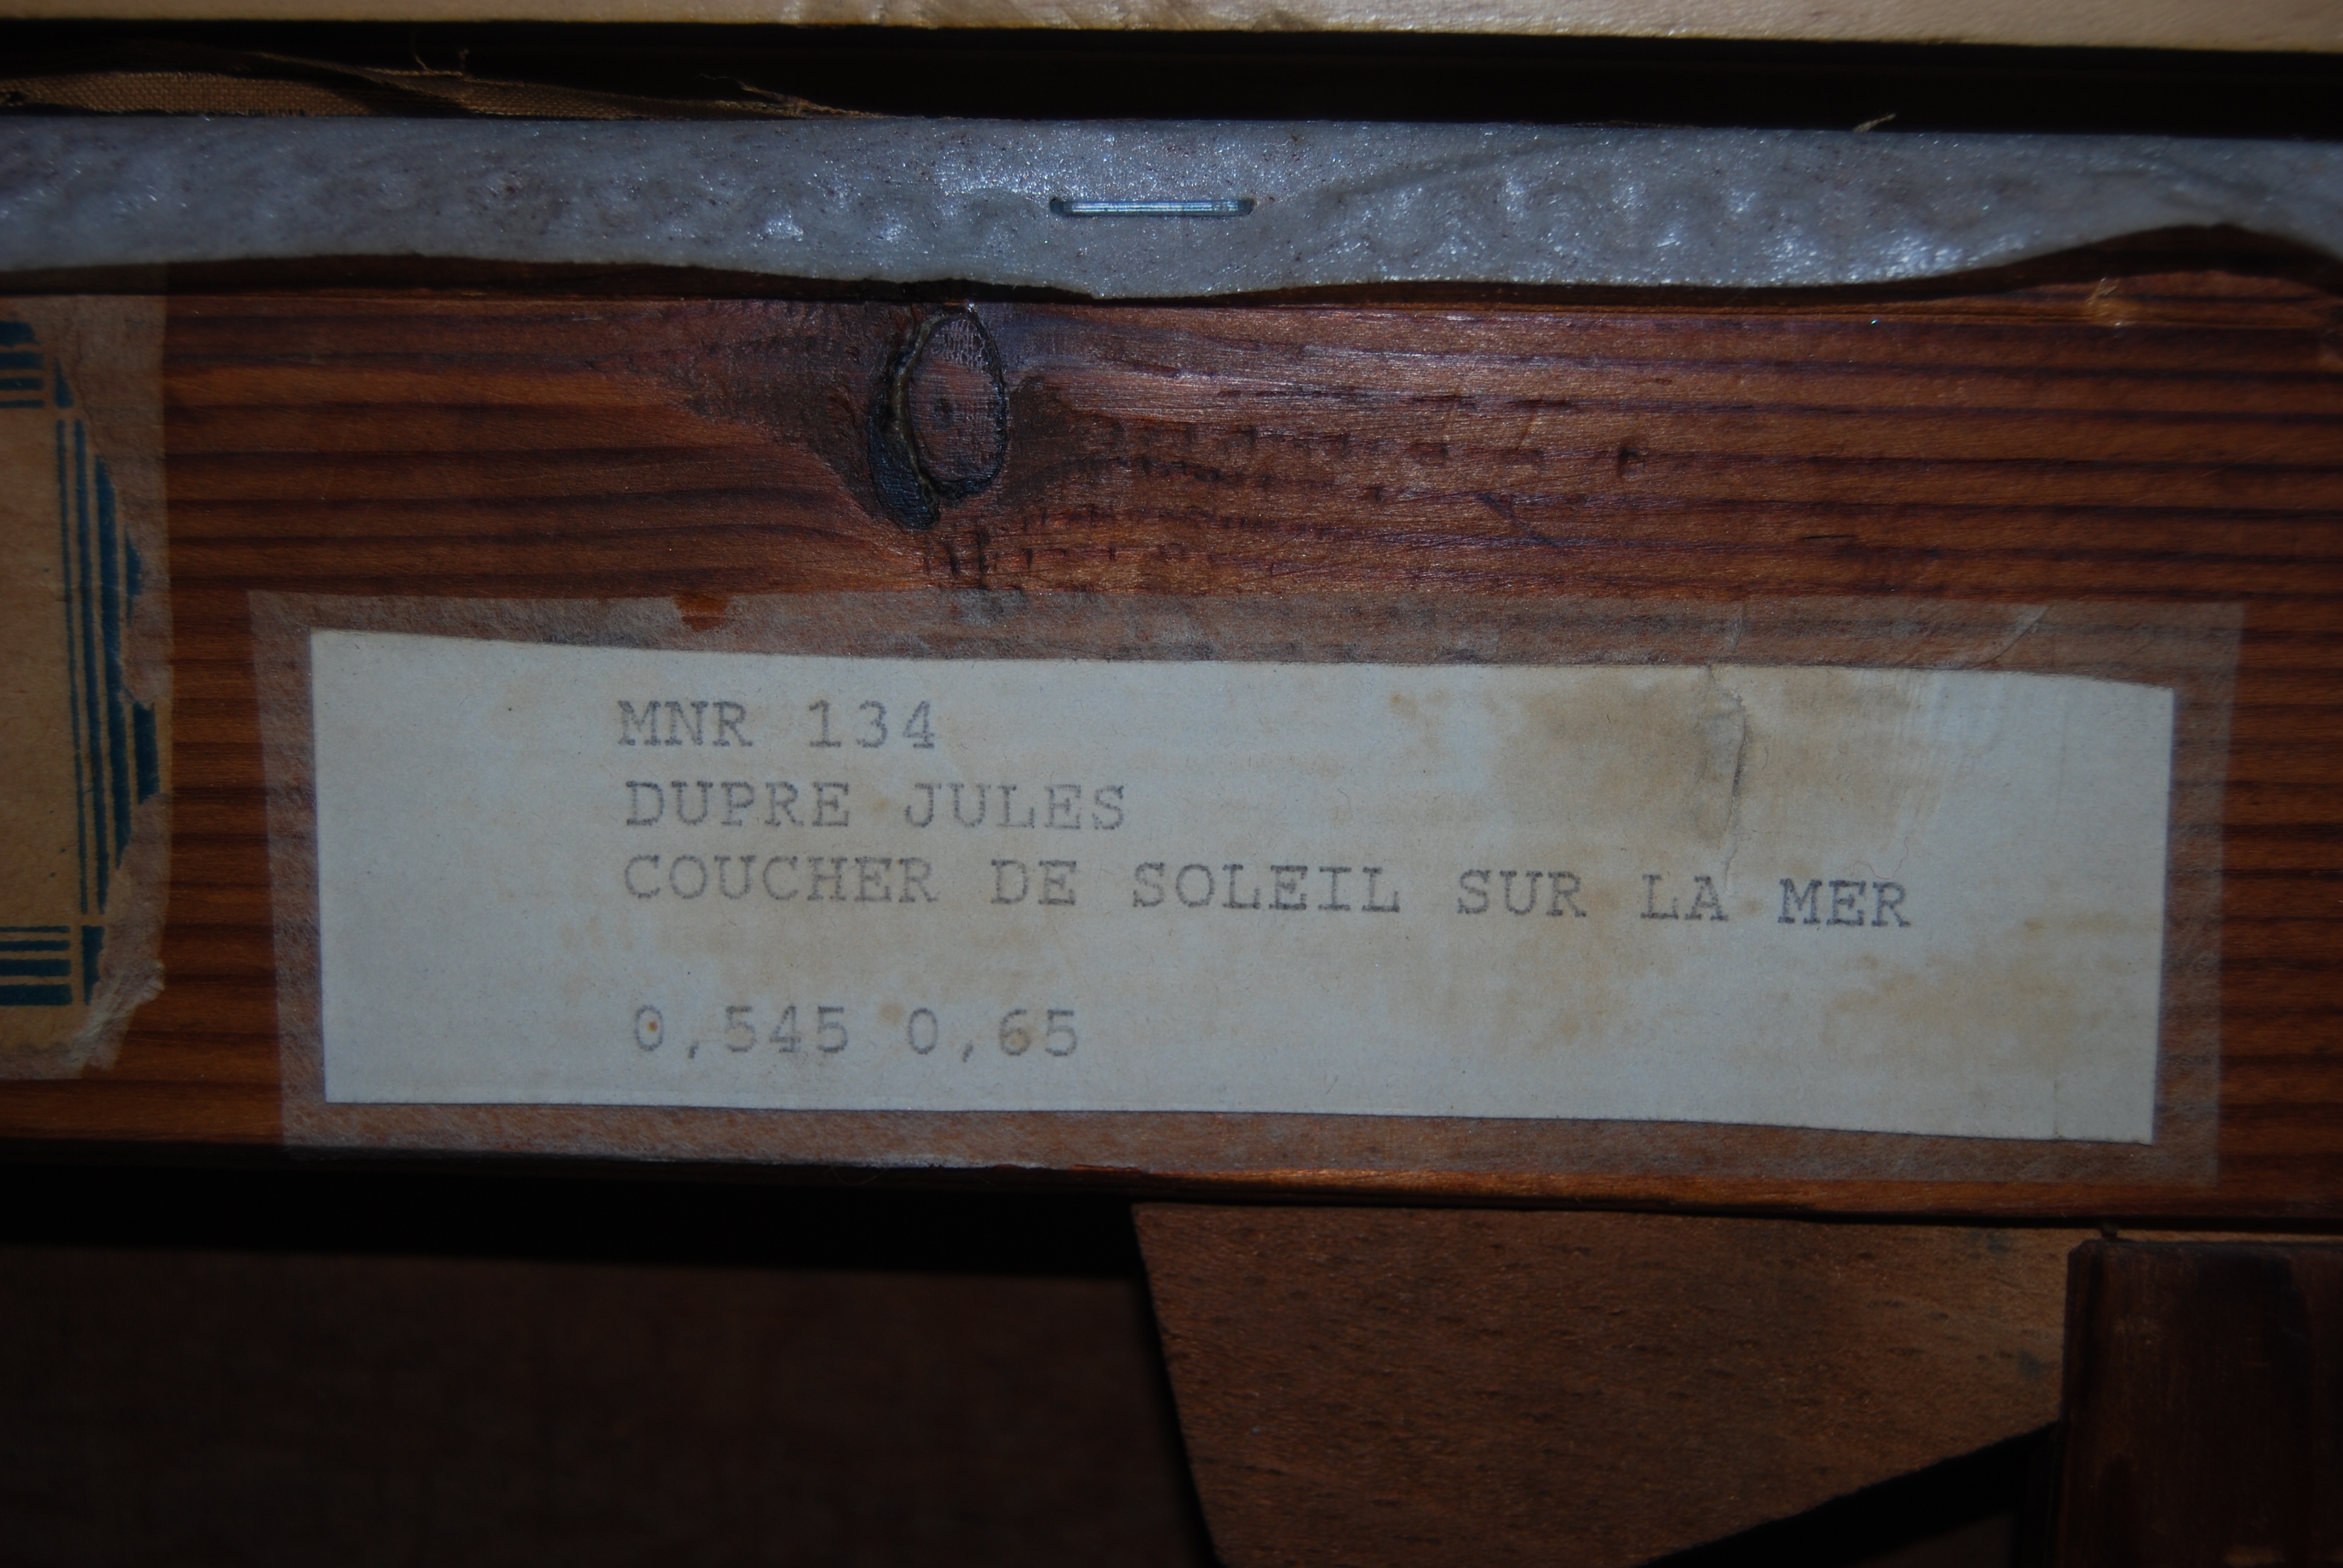 MNR 134
DUPRE JULES
COUCHER DE SOLEIL SUR LA MER
0,545 0,65